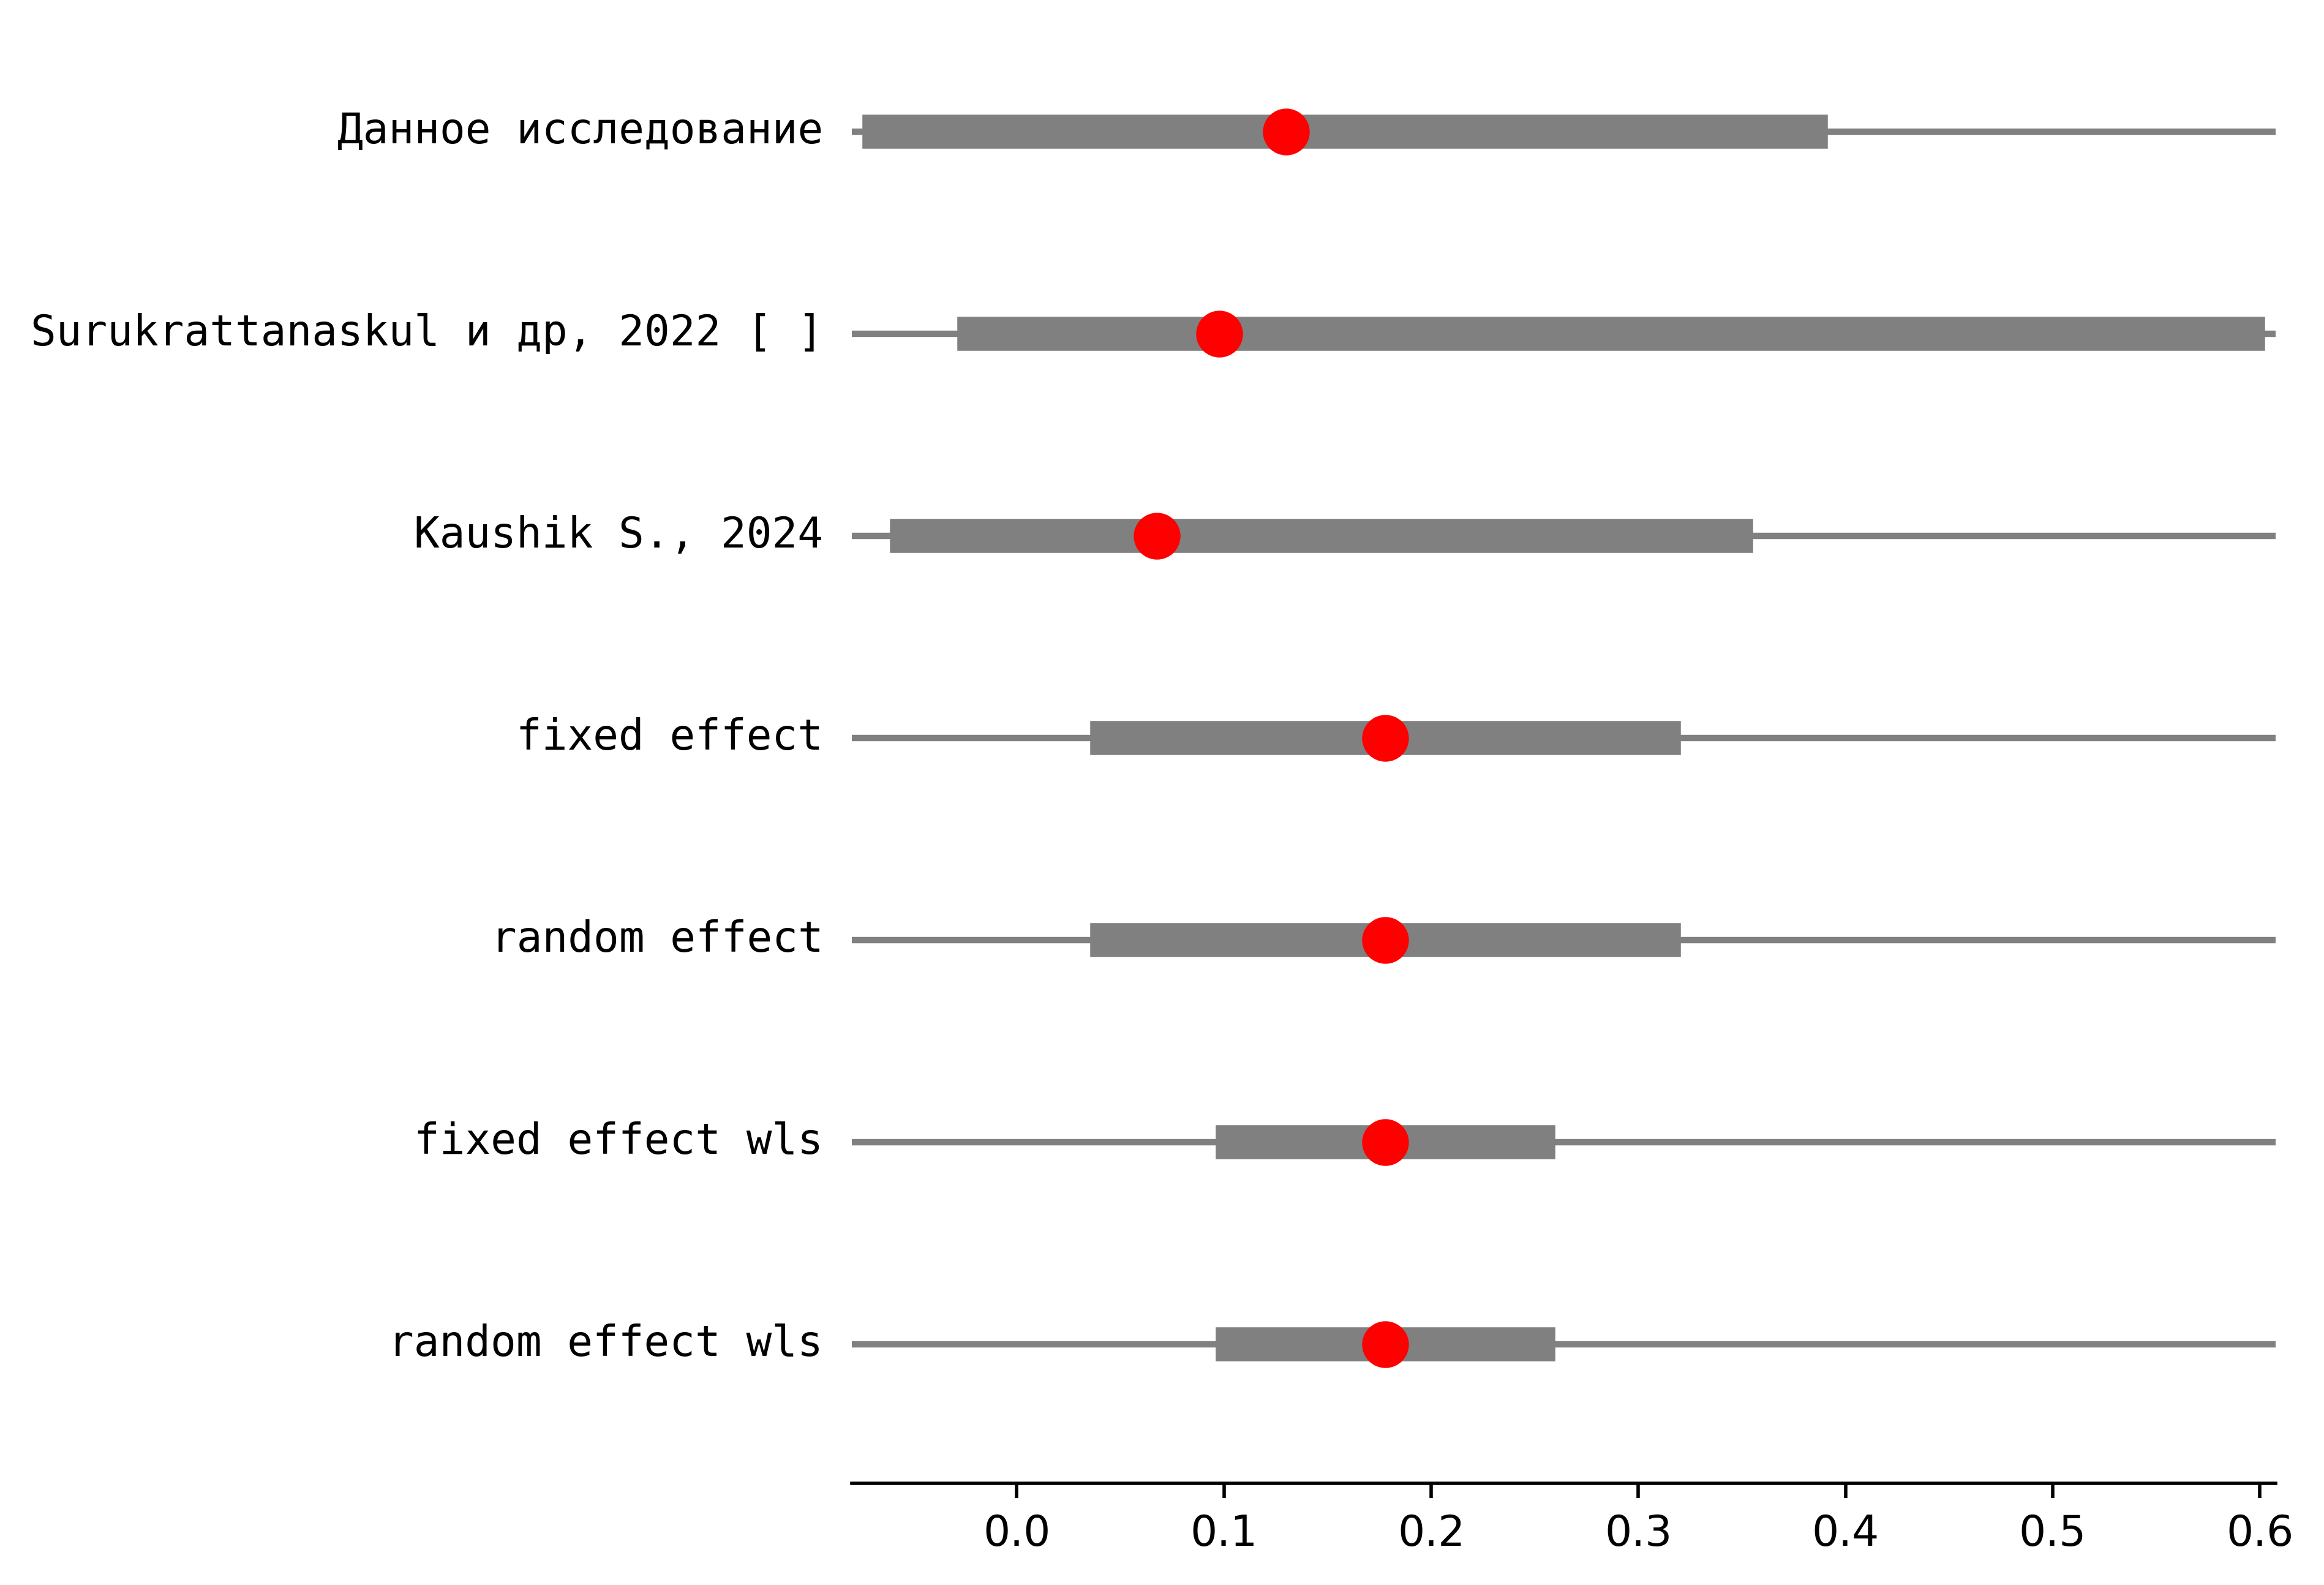 Данное исследование
Surukrattanaskul и др, 2022 [ ]
Kaushik S., 2024
fixed effect
random effect
fixed effect wls
random effect wls
0.0 0.1 0.2 0.3 0.4 0.5 0.6